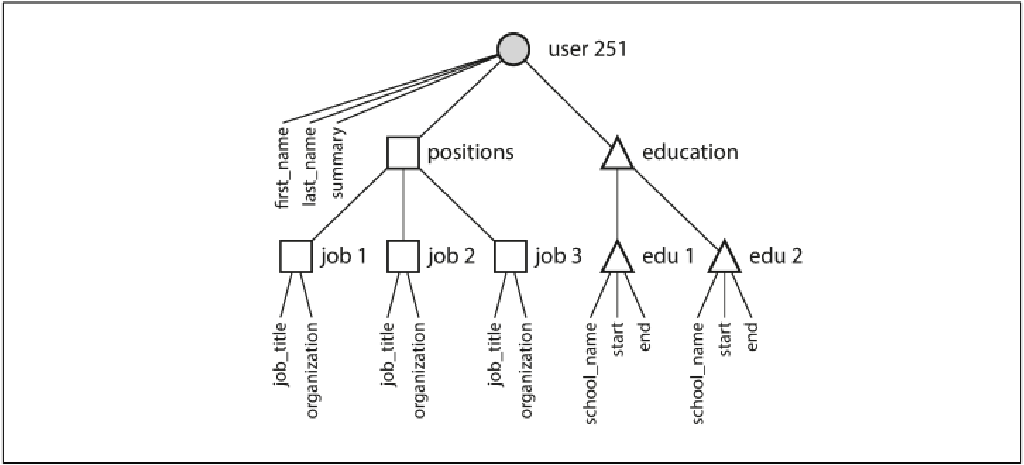 user 251
first_name
last_name
summary
positions
education
job 1
job 2
job 3
edu 1
edu 2
job_title
organization
job_title
organization
job_title
organization
school_name
start
end
school_name
start
end